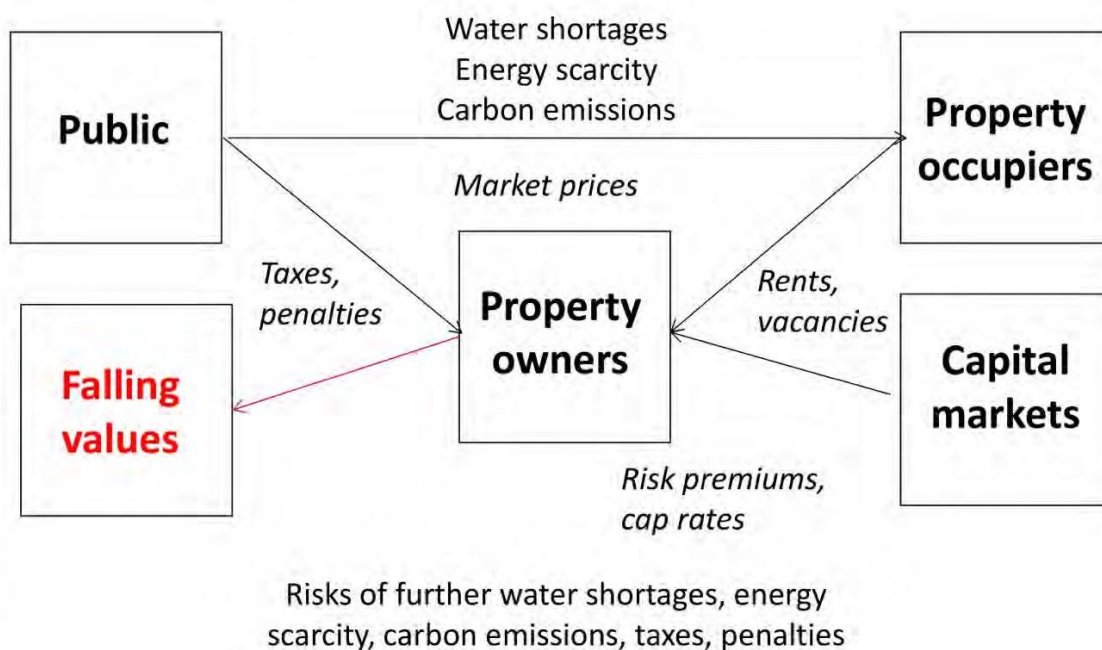 Water shortages
Energy scarcity
Carbon emissions
Public
Property
occupiers
Market prices
Taxes,
penalties
Property
owners
Rents,
vacancies
Falling
values
Capital
markets
Risk premiums,
cap rates
Risks of further water shortages, energy
scarcity, carbon emissions, taxes, penalties